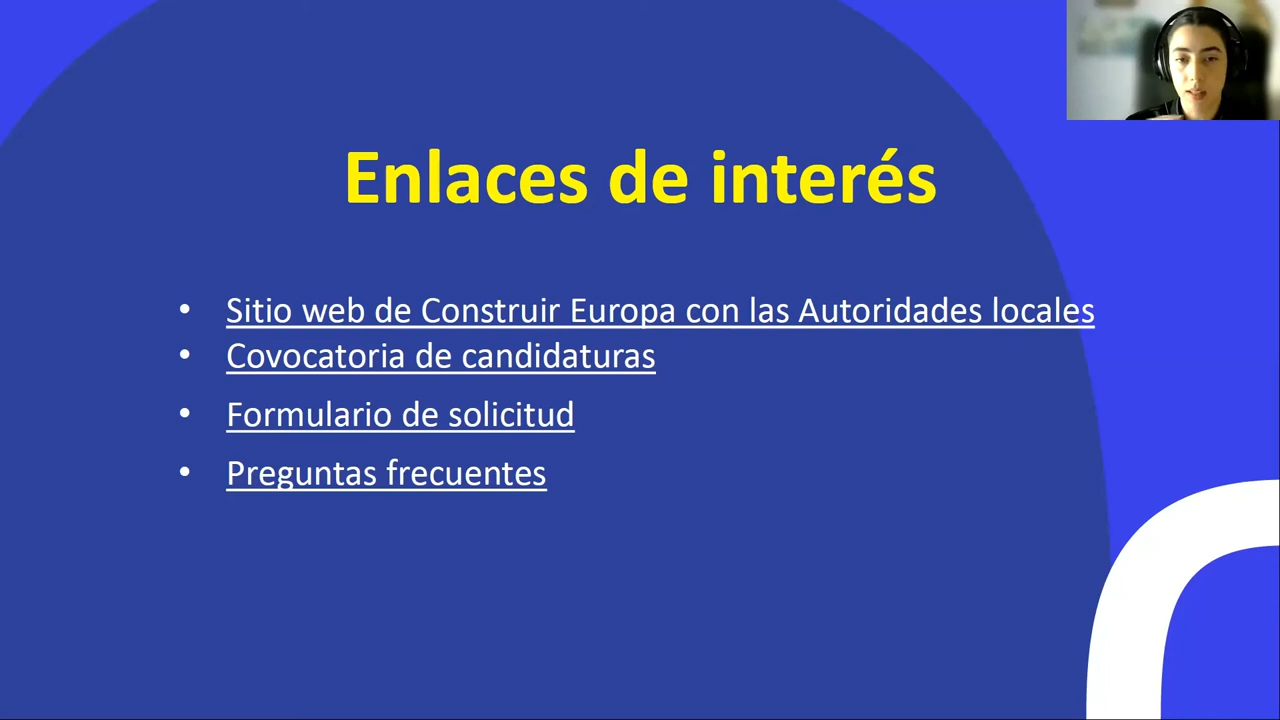 Enlaces de interés
• Sitio web de Construir Europa con las Autoridades locales
• Covocatoria de candidaturas
• Formulario de solicitud
• Preguntas frecuentes